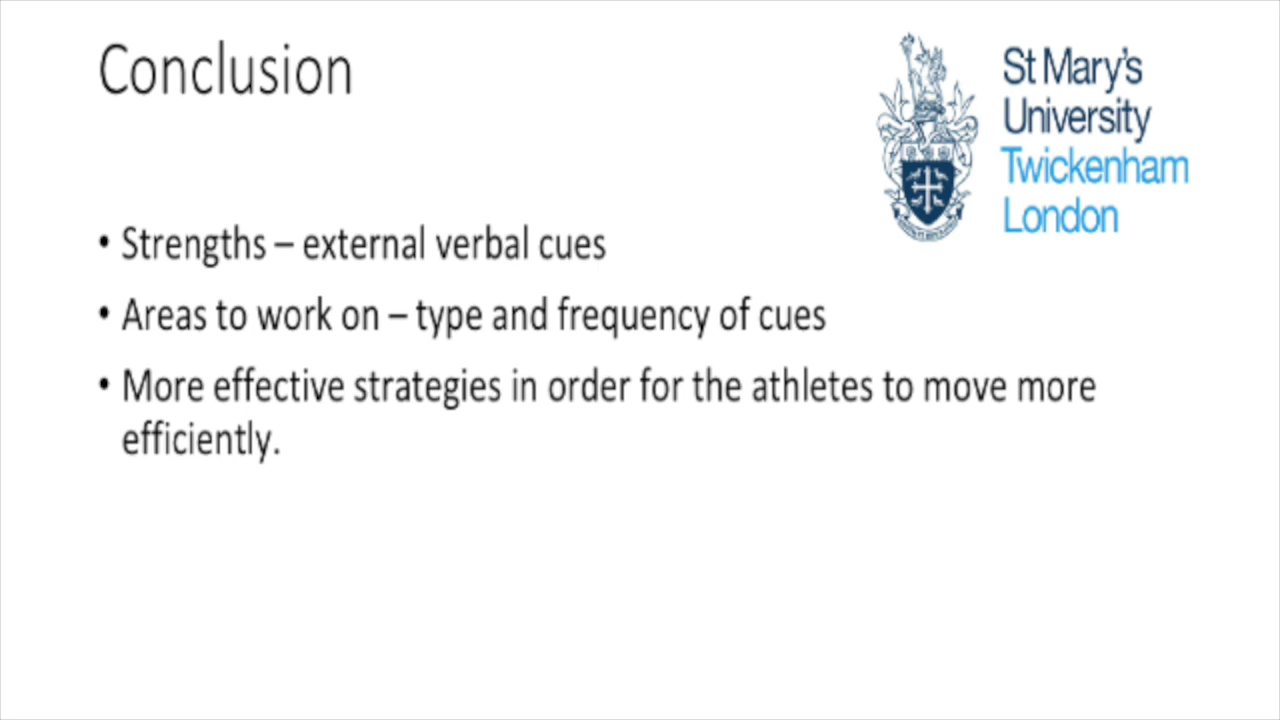 Conclusion
St Mary's
University
Twickenham
London
• Strengths – external verbal cues
• Areas to work on – type and frequency of cues
• More effective strategies in order for the athletes to move more
efficiently.